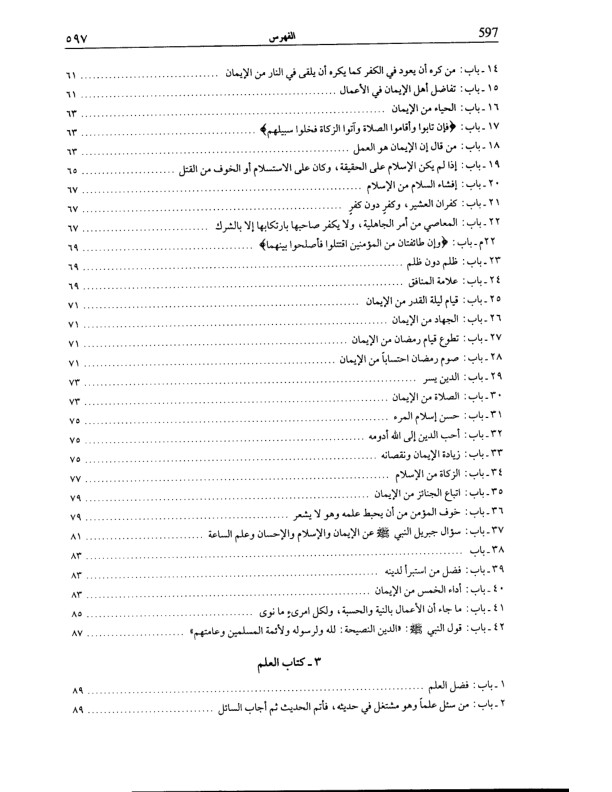 597 الفهرس ٥٩٧
١٤ ـ باب: من كره أن يعود في الكفر كما يكره أن يلقى في النار من الإيمان ........ ٦١
١٥ ـ باب: تفاضل أهل الإيمان في الأعمال ........ ٦١
١٦ ـ باب: الحياء من الإيمان ........ ٦٣
١٧ ـ باب: ﴿فإن تابوا وأقاموا الصلاة وآتوا الزكاة فخلوا سبيلهم﴾ ........ ٦٣
١٨ ـ باب: من قال إن الإيمان هو العمل ........ ٦٣
١٩ ـ باب: إذا لم يكن الإسلام على الحقيقة، وكان على الاستسلام أو الخوف من القتل ........ ٦٥
٢٠ ـ باب: إفشاء السلام من الإسلام ........ ٦٧
٢١ ـ باب: كفران العشير، وكفرٍ دون كفرٍ ........ ٦٧
٢٢ ـ باب: المعاصي من أمر الجاهلية، ولا يكفر صاحبها بارتكابها إلا بالشرك ........ ٦٧
٢٢م ـ باب: ﴿وإن طائفتان من المؤمنين اقتتلوا فأصلحوا بينهما﴾ ........ ٦٩
٢٣ ـ باب: ظلم دون ظلم ........ ٦٩
٢٤ ـ باب: علامة المنافق ........ ٦٩
٢٥ ـ باب: قيام ليلة القدر من الإيمان ........ ٧١
٢٦ ـ باب: الجهاد من الإيمان ........ ٧١
٢٧ ـ باب: تطوع قيام رمضان من الإيمان ........ ٧١
٢٨ ـ باب: صوم رمضان احتساباً من الإيمان ........ ٧١
٢٩ ـ باب: الدين يسر ........ ٧٣
٣٠ ـ باب: الصلاة من الإيمان ........ ٧٣
٣١ ـ باب: حسن إسلام المرء ........ ٧٥
٣٢ ـ باب: أحب الدين إلى الله أدومه ........ ٧٥
٣٣ ـ باب: زيادة الإيمان ونقصانه ........ ٧٥
٣٤ ـ باب: الزكاة من الإسلام ........ ٧٧
٣٥ ـ باب: اتباع الجنائز من الإيمان ........ ٧٩
٣٦ ـ باب: خوف المؤمن من أن يحبط علمه وهو لا يشعر ........ ٧٩
٣٧ ـ باب: سؤال جبريل النبي ﷺ عن الإيمان والإسلام والإحسان وعلم الساعة ........ ٨١
٣٨ ـ باب ........ ٨٣
٣٩ ـ باب: فضل من استبرأ لدينه ........ ٨٣
٤٠ ـ باب: أداء الخمس من الإيمان ........ ٨٣
٤١ ـ باب: ما جاء أن الأعمال بالنية والحسبة، ولكل امرىءٍ ما نوى ........ ٨٥
٤٢ ـ باب: قول النبي ﷺ: «الدين النصيحة: لله ولرسوله ولأئمة المسلمين وعامتهم» ........ ٨٧
٣ ـ كتاب العلم
١ ـ باب: فضل العلم ........ ٨٩
٢ ـ باب: من سئل علماً وهو مشتغل في حديثه، فأتم الحديث ثم أجاب السائل ........ ٨٩